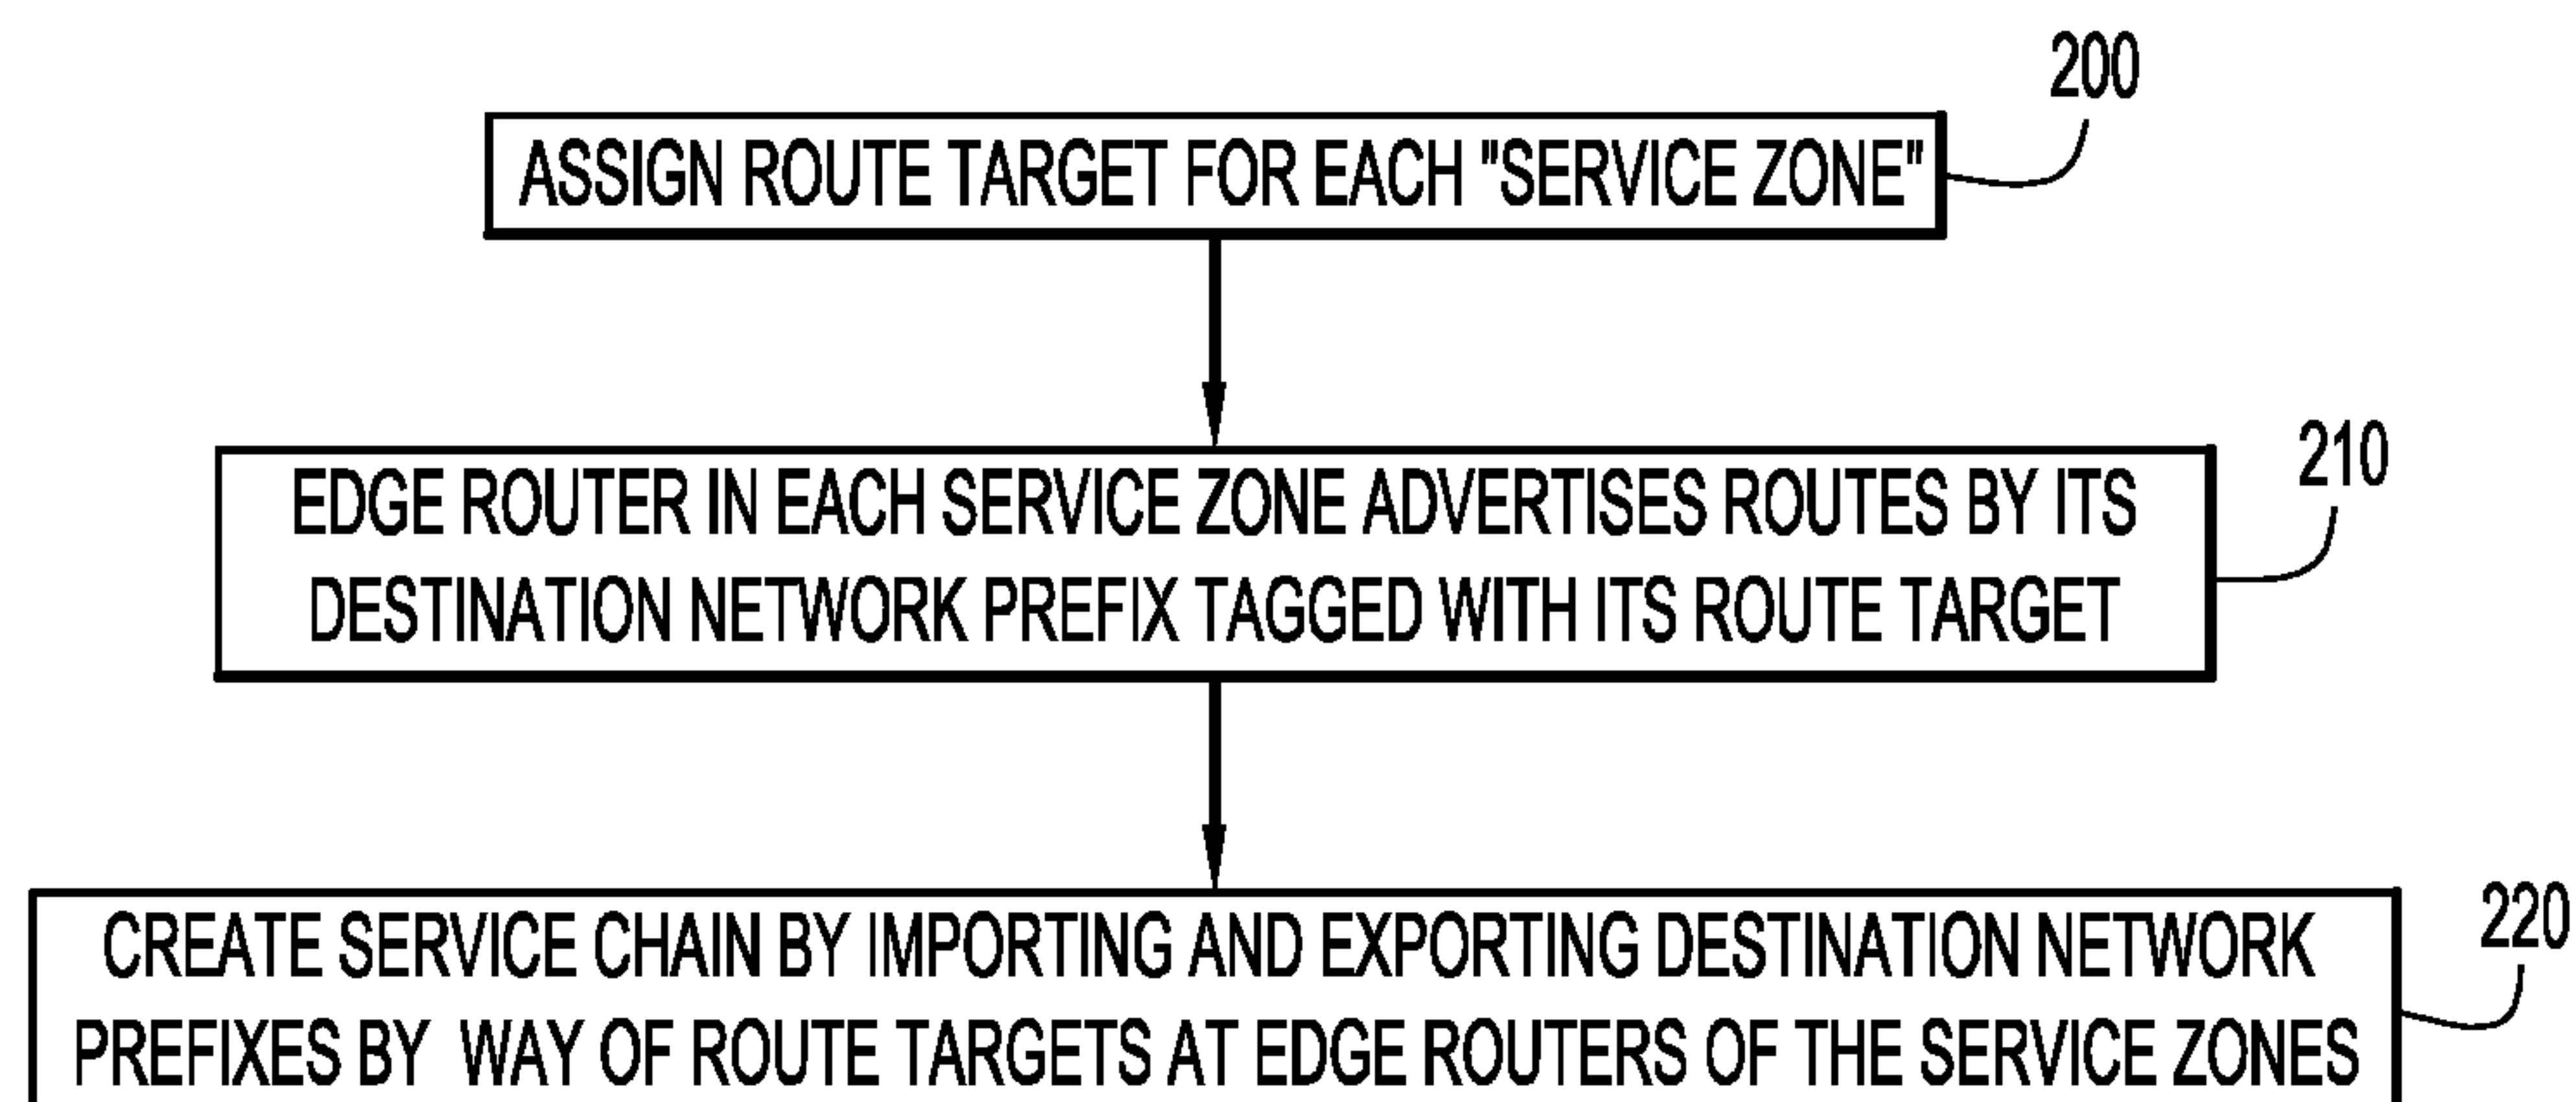 200
ASSIGN ROUTE TARGET FOR EACH "SERVICE ZONE"
210
EDGE ROUTER IN EACH SERVICE ZONE ADVERTISES ROUTES BY ITS
DESTINATION NETWORK PREFIX TAGGED WITH ITS ROUTE TARGET
220
CREATE SERVICE CHAIN BY IMPORTING AND EXPORTING DESTINATION NETWORK
PREFIXES BY WAY OF ROUTE TARGETS AT EDGE ROUTERS OF THE SERVICE ZONES